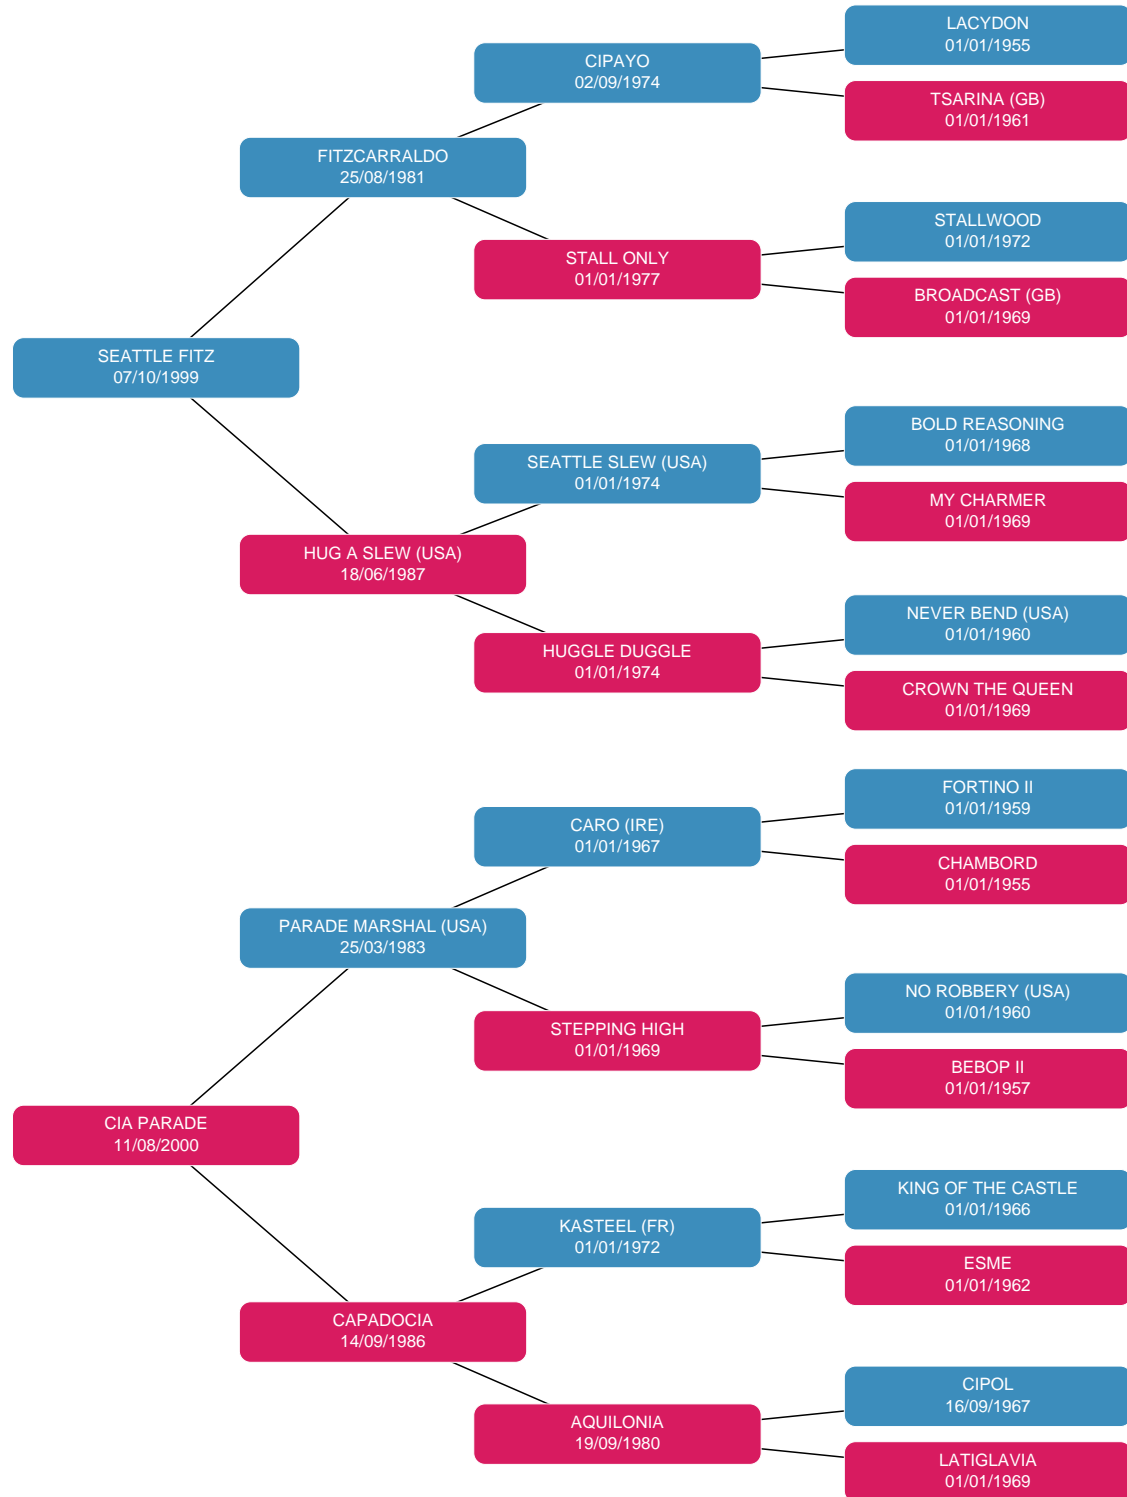 LACYDON
01/01/1955
CIPAYO
02/09/1974
TSARINA (GB)
01/01/1961
FITZCARRALDO
25/08/1981
STALLWOOD
01/01/1972
STALL ONLY
01/01/1977
BROADCAST (GB)
01/01/1969
SEATTLE FITZ
07/10/1999
BOLD REASONING
01/01/1968
SEATTLE SLEW (USA)
01/01/1974
MY CHARMER
01/01/1969
HUG A SLEW (USA)
18/06/1987
NEVER BEND (USA)
01/01/1960
HUGGLE DUGGLE
01/01/1974
CROWN THE QUEEN
01/01/1969
FORTINO II
01/01/1959
CARO (IRE)
01/01/1967
CHAMBORD
01/01/1955
PARADE MARSHAL (USA)
25/03/1983
NO ROBBERY (USA)
01/01/1960
STEPPING HIGH
01/01/1969
BEBOP II
01/01/1957
CIA PARADE
11/08/2000
KING OF THE CASTLE
01/01/1966
KASTEEL (FR)
01/01/1972
ESME
01/01/1962
CAPADOCIA
14/09/1986
CIPOL
16/09/1967
AQUILONIA
19/09/1980
LATIGLAVIA
01/01/1969